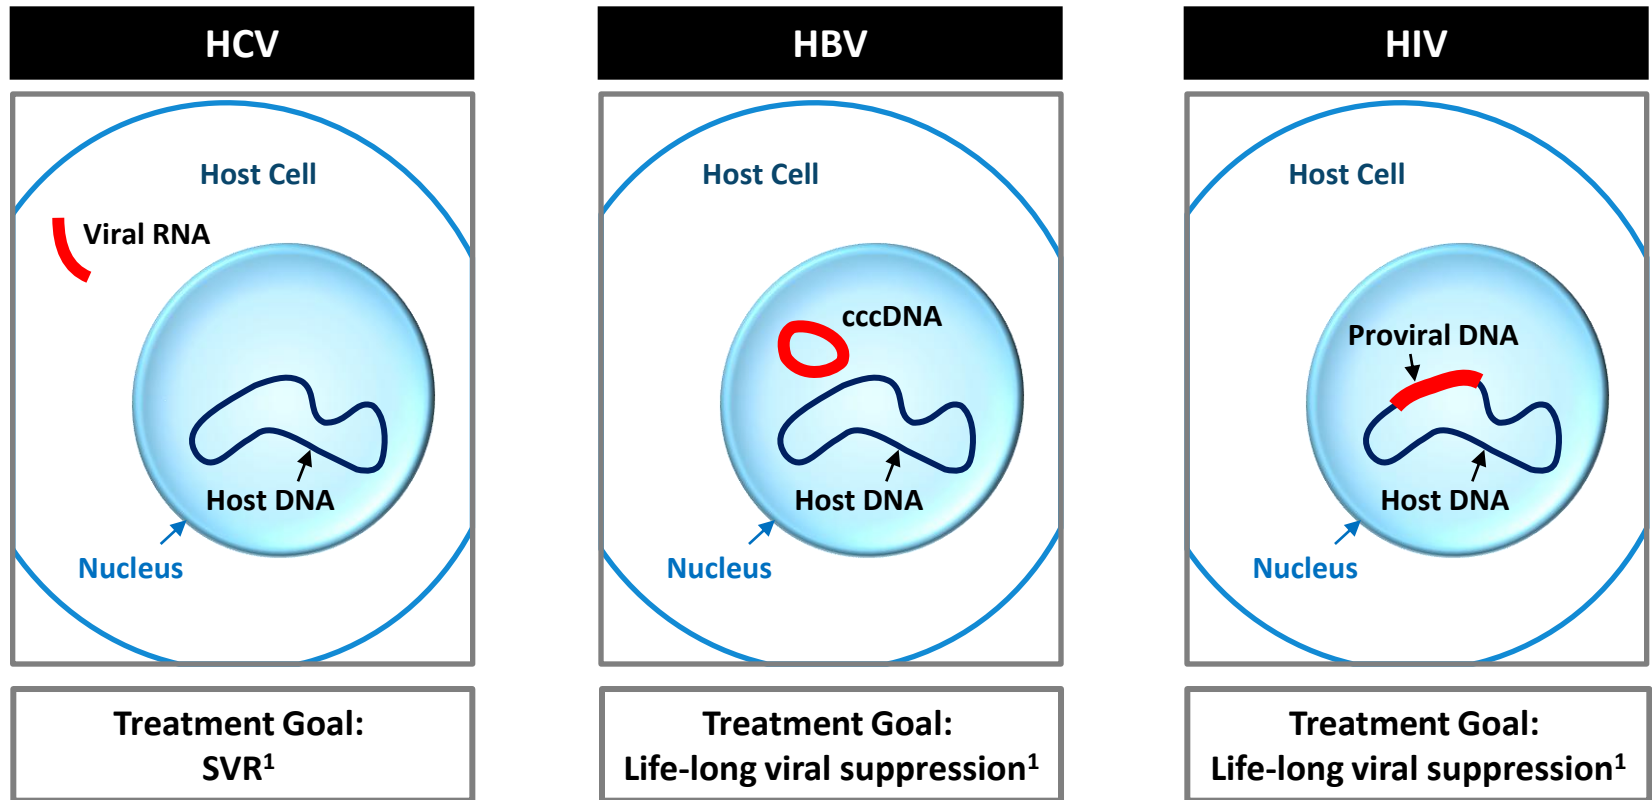 HCV
Host Cell
Viral RNA
Host DNA
Nucleus
Treatment Goal:
SVR1
HBV
Host Cell
cccDNA
Host DNA
Nucleus
Treatment Goal:
Life-long viral suppression1
HIV
Host Cell
Proviral DNA
Host DNA
Nucleus
Treatment Goal:
Life-long viral suppression1